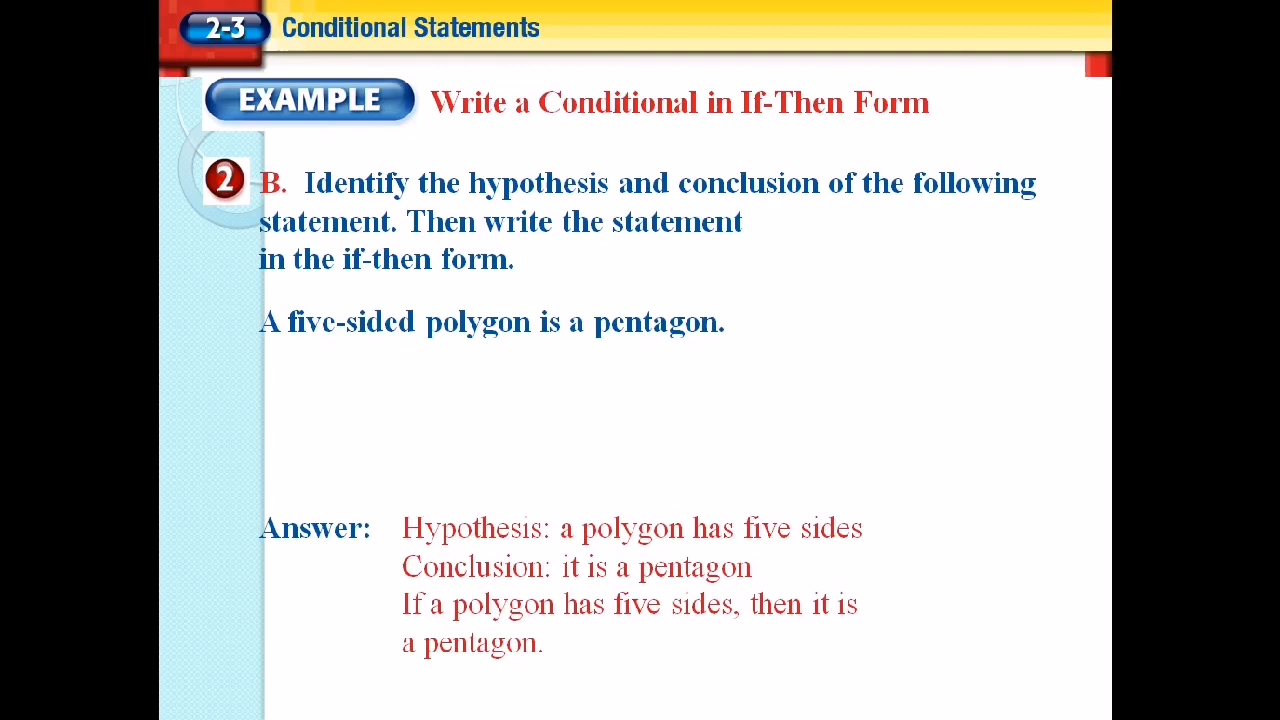 2-3 Conditional Statements
EXAMPLE Write a Conditional in If-Then Form
2 B. Identify the hypothesis and conclusion of the following
statement. Then write the statement
in the if-then form.
A five-sided polygon is a pentagon.
Answer: Hypothesis: a polygon has five sides
Conclusion: it is a pentagon
If a polygon has five sides, then it is
a pentagon.